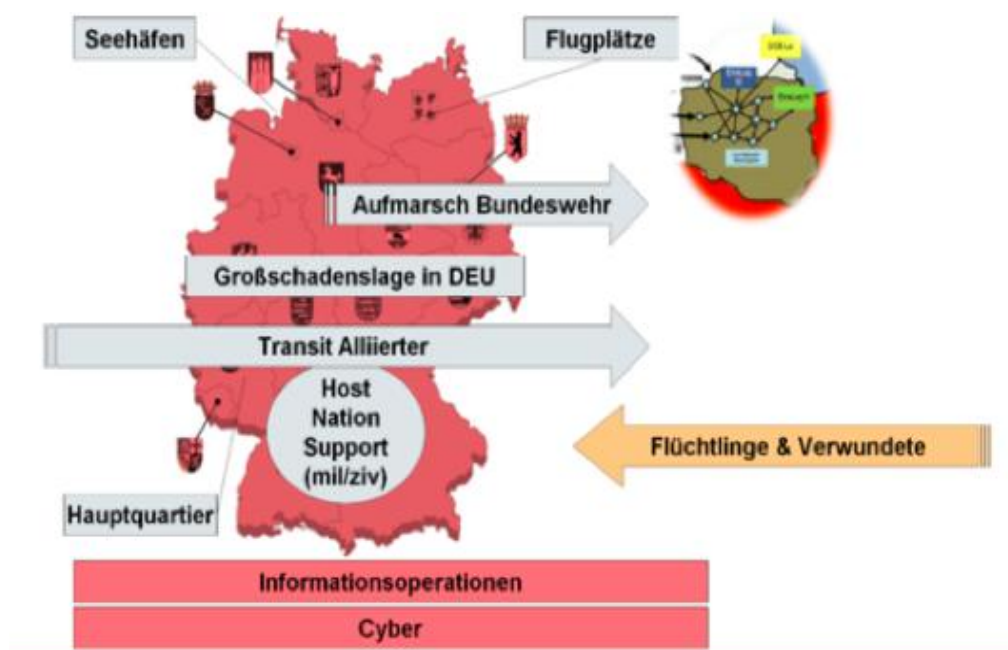 Seehäfen
Flugplätze
Aufmarsch Bundeswehr
Großschadenslage in DEU
Transit Alliierter
Host
Nation
Support
(mil/ziv)
Flüchtlinge & Verwundete
Hauptquartier
Informationsoperationen
Cyber